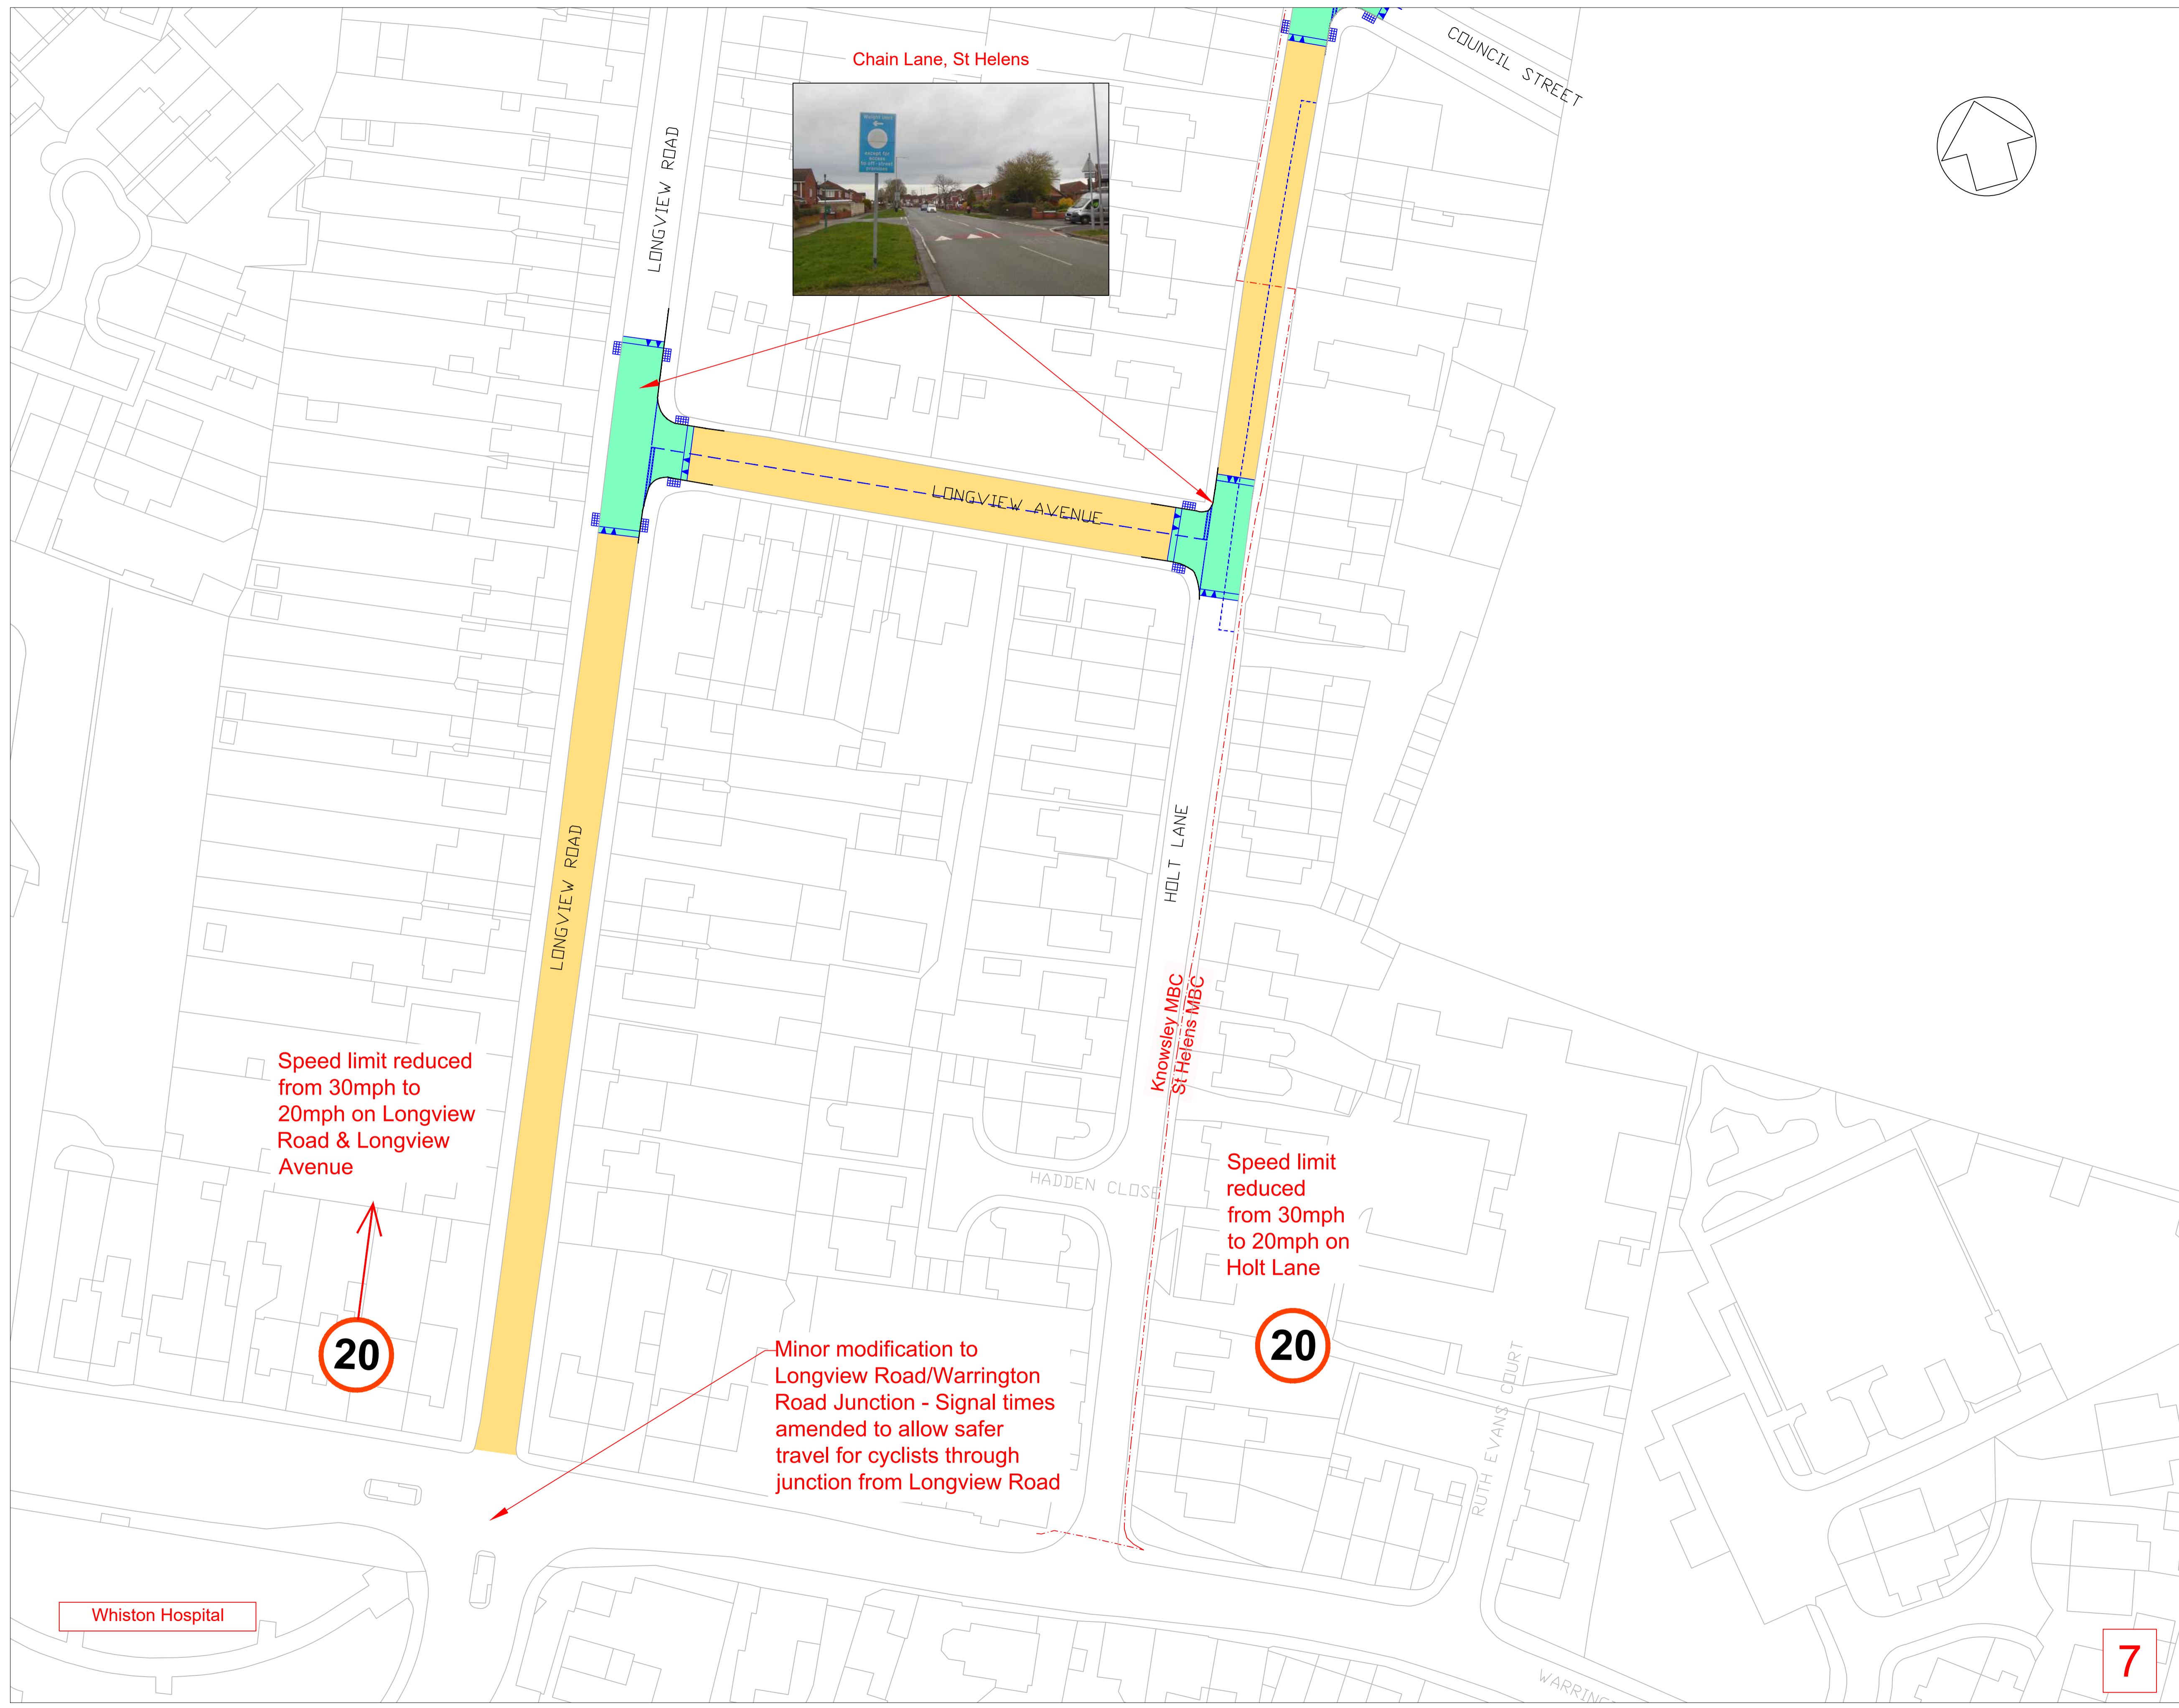 Chain Lane, St Helens
COUNCIL STREET
LONGVIEW ROAD
LONGVIEW AVENUE
HOLT LANE
LONGVIEW ROAD
Knowsley MBC
St Helens MBC
Speed limit reduced
from 30mph to
20mph on Longview
Road & Longview
Avenue
20
HADDEN CLOSE
Speed limit
reduced
from 30mph
to 20mph on
Holt Lane
20
Minor modification to
Longview Road/Warrington
Road Junction - Signal times
amended to allow safer
travel for cyclists through
junction from Longview Road
RUTH EVANS COURT
Whiston Hospital
7